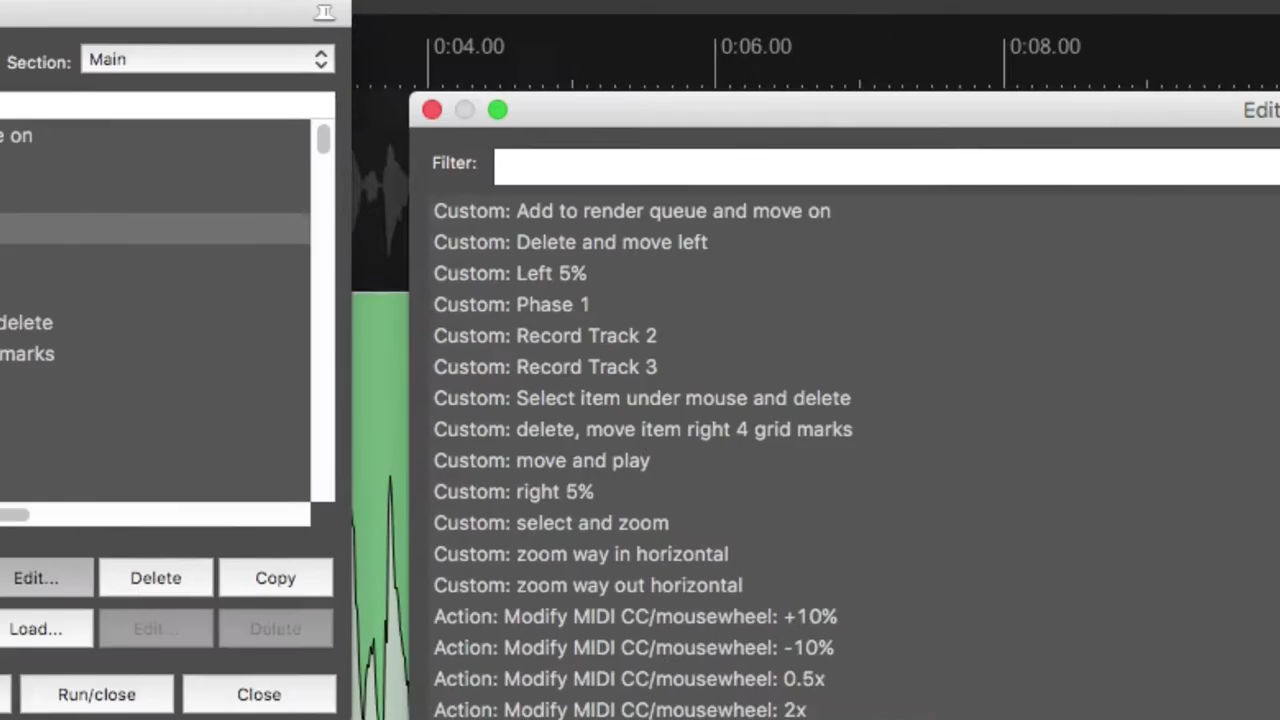 Section: Main
e on
delete
marks
Edit... Delete Copy
Load... Edit... Delete
Run/close Close
0:04.00 0:06.00 0:08.00
Edit
Filter:
Custom: Add to render queue and move on
Custom: Delete and move left
Custom: Left 5%
Custom: Phase 1
Custom: Record Track 2
Custom: Record Track 3
Custom: Select item under mouse and delete
Custom: delete, move item right 4 grid marks
Custom: move and play
Custom: right 5%
Custom: select and zoom
Custom: zoom way in horizontal
Custom: zoom way out horizontal
Action: Modify MIDI CC/mousewheel: +10%
Action: Modify MIDI CC/mousewheel: -10%
Action: Modify MIDI CC/mousewheel: 0.5x
Action: Modify MIDI CC/mousewheel: 2x